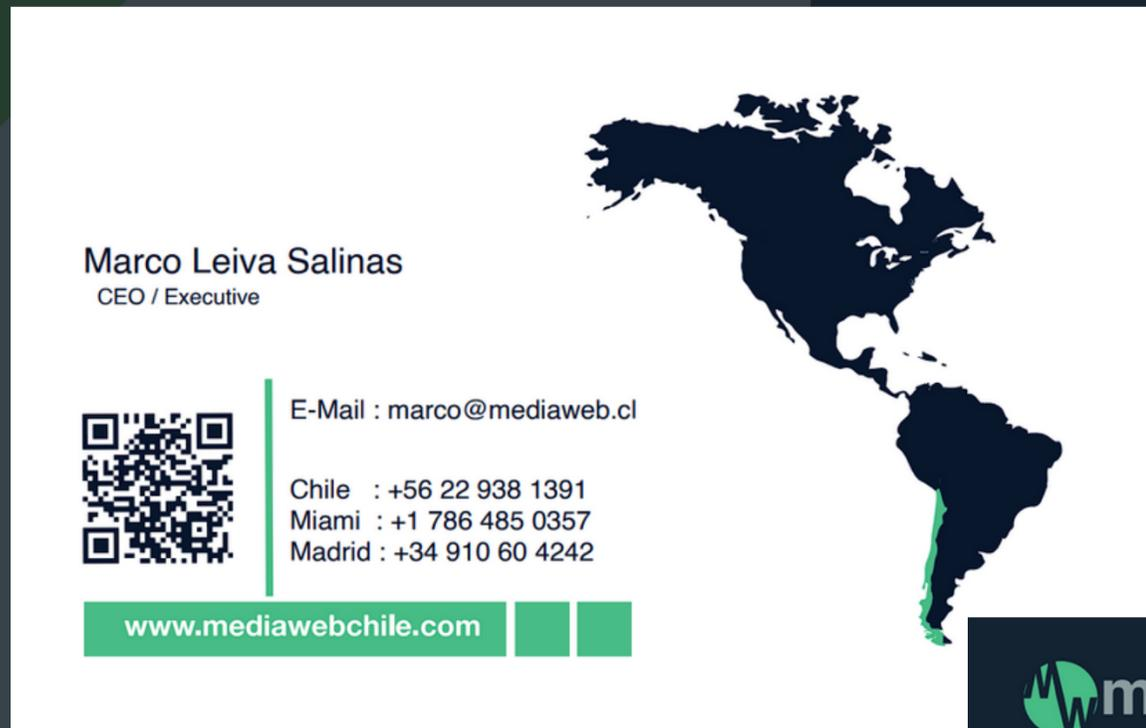 Marco Leiva Salinas
CEO / Executive
E-Mail : marco@mediaweb.cl
Chile : +56 22 938 1391
Miami : +1 786 485 0357
Madrid : +34 910 60 4242
www.mediawebchile.com
MW